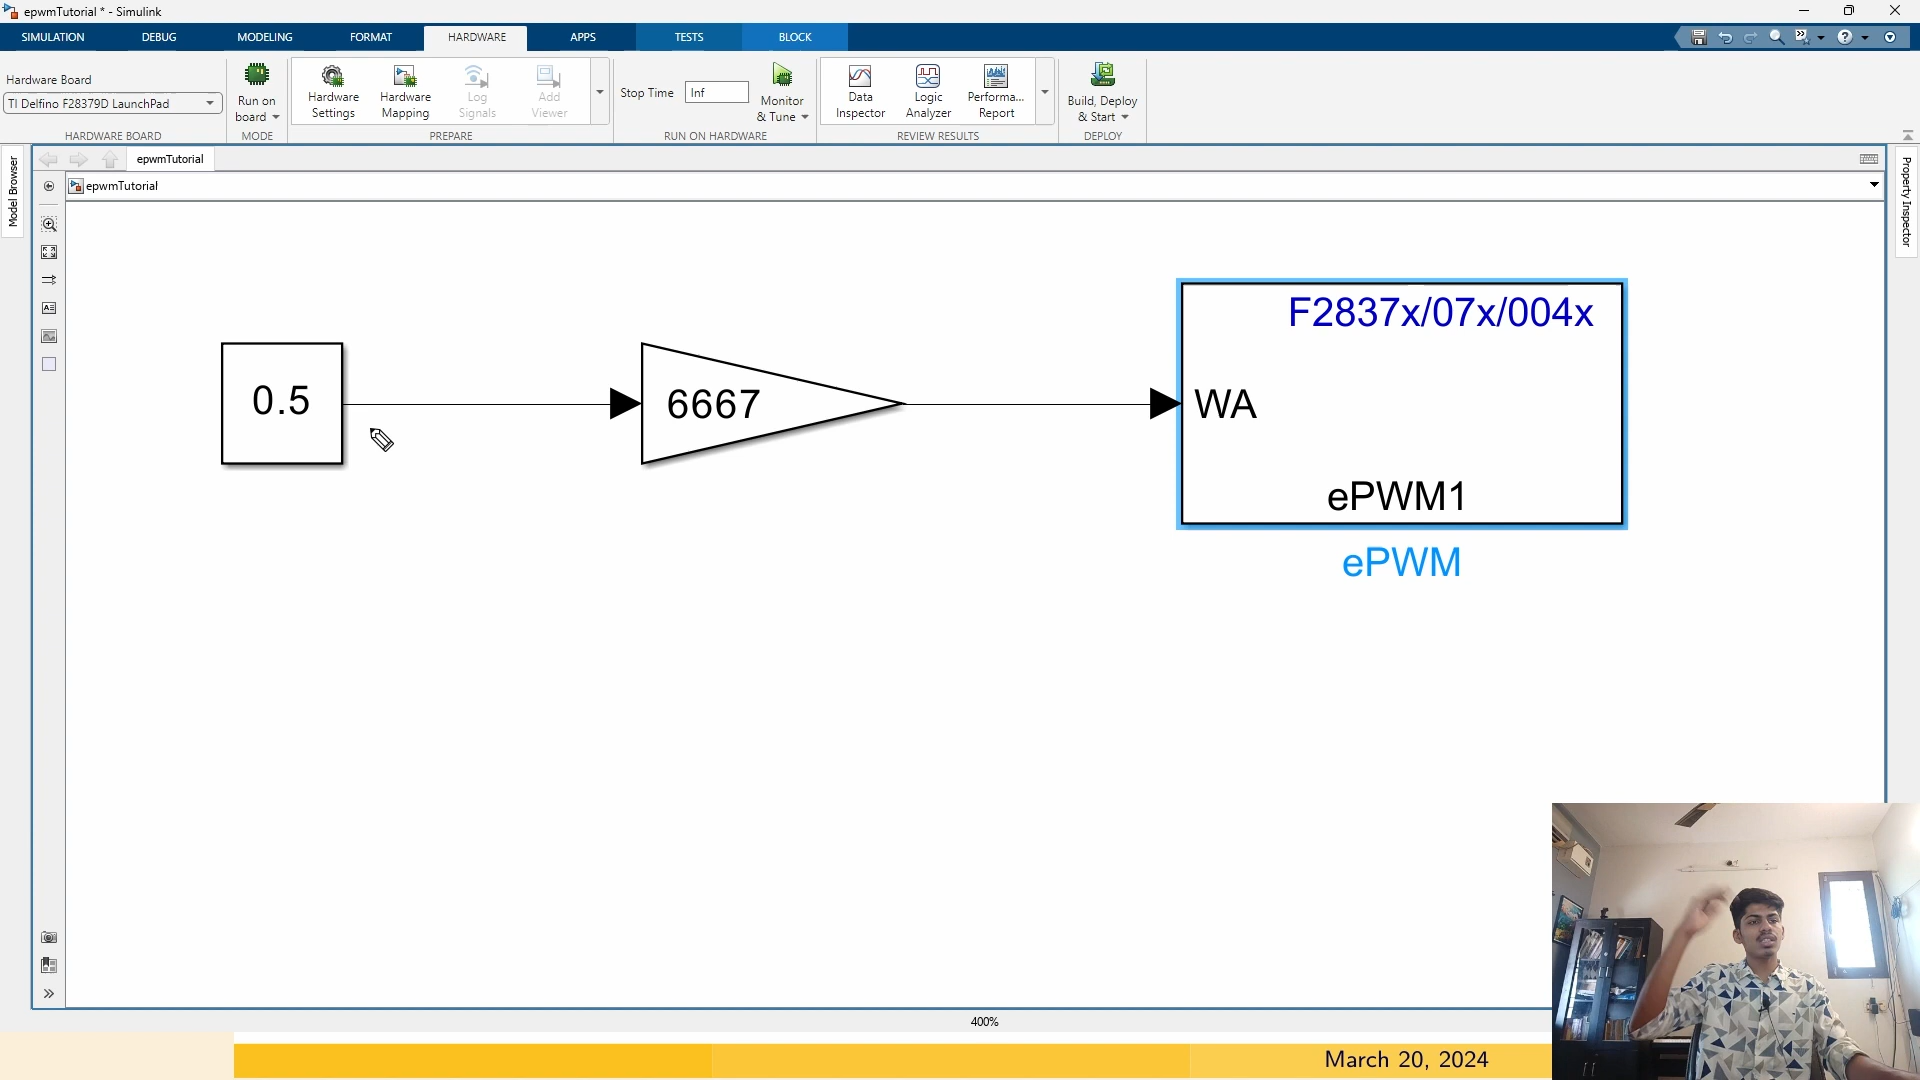 epwmTutorial * - Simulink
SIMULATION DEBUG MODELING FORMAT HARDWARE APPS TESTS BLOCK
Hardware Board
TI Delfino F28379D LaunchPad
HARDWARE BOARD
Run on board
MODE
Hardware Settings
Hardware Mapping
Log Signals
Add Viewer
PREPARE
Stop Time Inf
Monitor & Tune
RUN ON HARDWARE
Data Inspector
Logic Analyzer
Performa... Report
REVIEW RESULTS
Build, Deploy & Start
DEPLOY
Model Browser
epwmTutorial
epwmTutorial
Property Inspector
F2837x/07x/004x
0.5
6667
WA
ePWM1
ePWM
400%
March 20, 2024